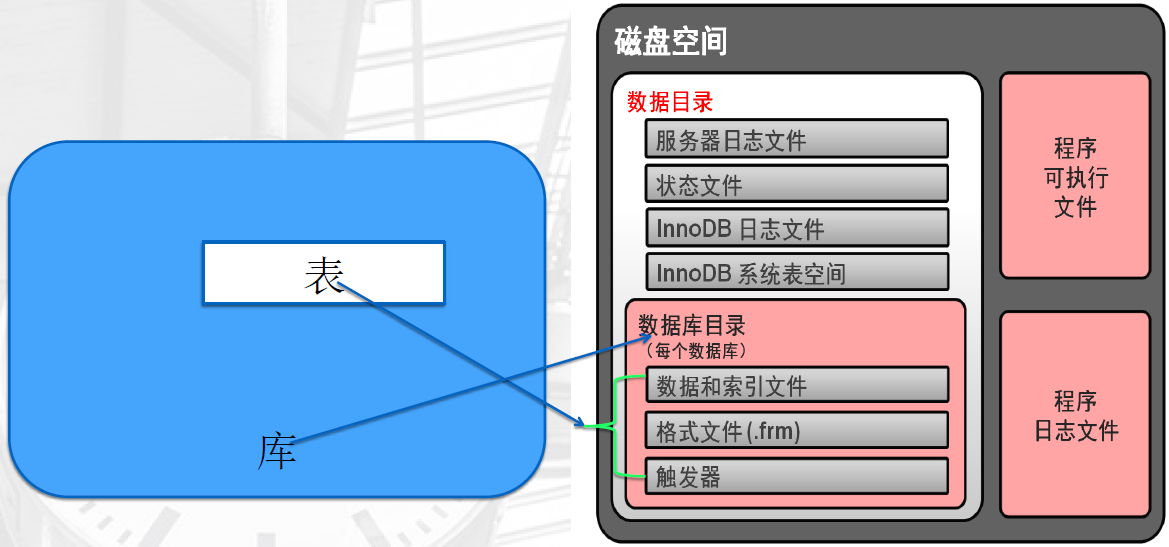 表
库
磁盘空间
数据目录
服务器日志文件
状态文件
InnoDB 日志文件
InnoDB 系统表空间
数据库目录
（每个数据库）
数据和索引文件
格式文件 (.frm)
触发器
程序
可执行
文件
程序
日志文件